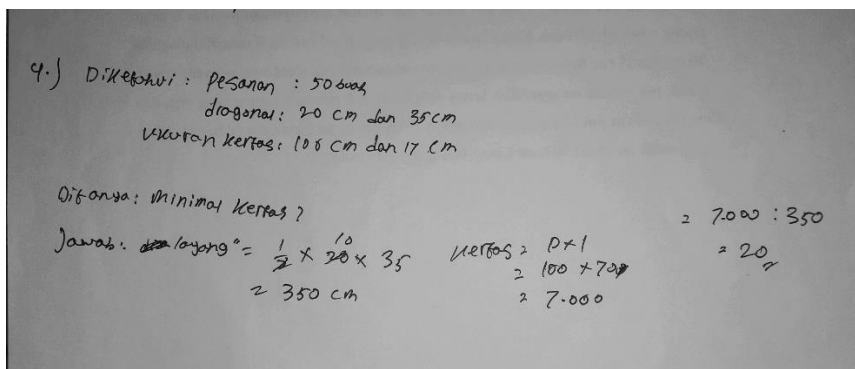 4.) Diketahui : Pesanan : 50 buah
diagonal : 20 cm dan 35 cm
Ukuran kertas : 100 cm dan 17 cm
Ditanya : Minimal kertas ?
Jawab : layang" = 1/2 x 20 10 x 35
= 350 cm
kertas = p x l
= 100 x 70
= 7.000
= 7.000 : 350
= 20